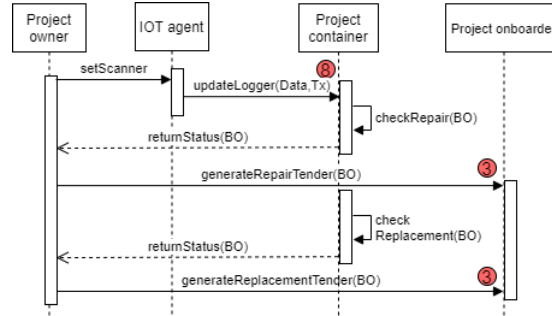 Project
owner
IOT agent
Project
container
Project onboarde
setScanner
8
updateLogger(Data,Tx)
checkRepair(BO)
returnStatus(BO)
3
generateRepairTender(BO)
check
Replacement(BO)
returnStatus(BO)
3
generateReplacementTender(BO)